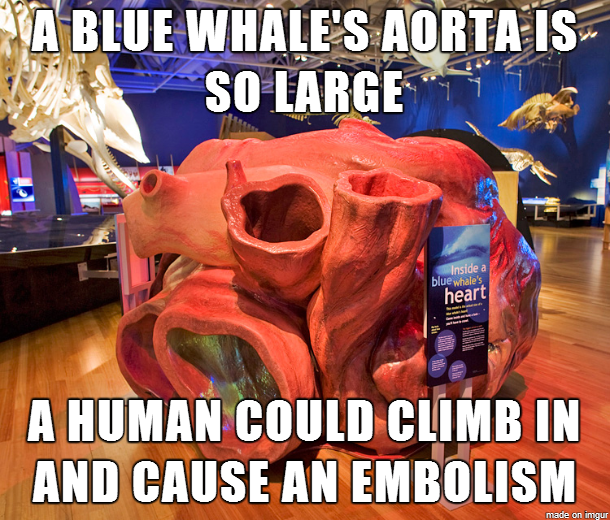 A BLUE WHALE'S AORTA IS
SO LARGE
Inside a
blue whale's
heart
A HUMAN COULD CLIMB IN
AND CAUSE AN EMBOLISM
made on imgur